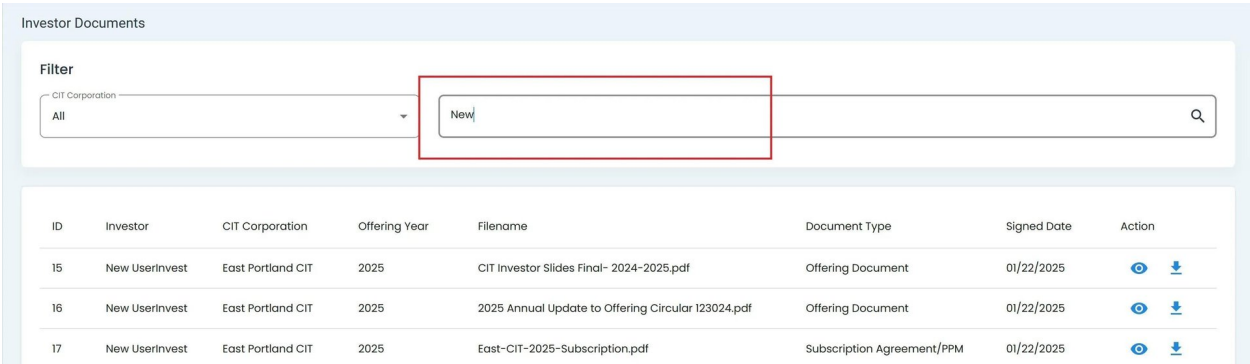 Investor Documents
Filter
CIT Corporation
All
New
ID Investor CIT Corporation Offering Year Filename Document Type Signed Date Action
15 New UserInvest East Portland CIT 2025 CIT Investor Slides Final- 2024-2025.pdf Offering Document 01/22/2025
16 New UserInvest East Portland CIT 2025 2025 Annual Update to Offering Circular 123024.pdf Offering Document 01/22/2025
17 New UserInvest East Portland CIT 2025 East-CIT-2025-Subscription.pdf Subscription Agreement/PPM 01/22/2025